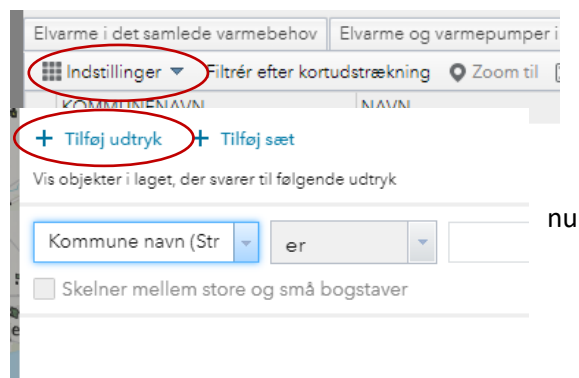 Elvarme i det samlede varmebehov Elvarme og varmepumper i
Indstillinger Filtrér efter kortudstrækning Zoom til
KOMMUNENAVN NAVN
+ Tilføj udtryk + Tilføj sæt
Vis objekter i laget, der svarer til følgende udtryk
nu
Kommune navn (Str er
Skelner mellem store og små bogstaver